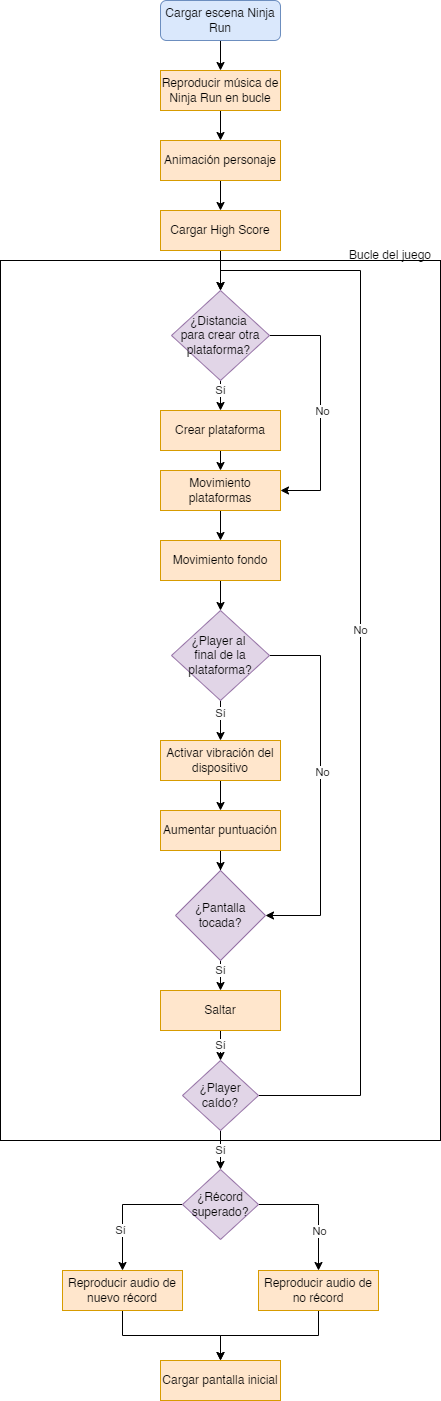 Cargar escena Ninja
Run
Reproducir música de
Ninja Run en bucle
Animación personaje
Cargar High Score
Bucle del juego
¿Distancia
para crear otra
plataforma?
Sí
No
Crear plataforma
Movimiento
plataformas
Movimiento fondo
¿Player al
final de la
plataforma?
No
Sí
Activar vibración del
dispositivo
No
Aumentar puntuación
¿Pantalla
tocada?
Sí
Saltar
Sí
¿Player
caído?
Sí
¿Récord
superado?
Sí
No
Reproducir audio de
nuevo récord
Reproducir audio de
no récord
Cargar pantalla inicial